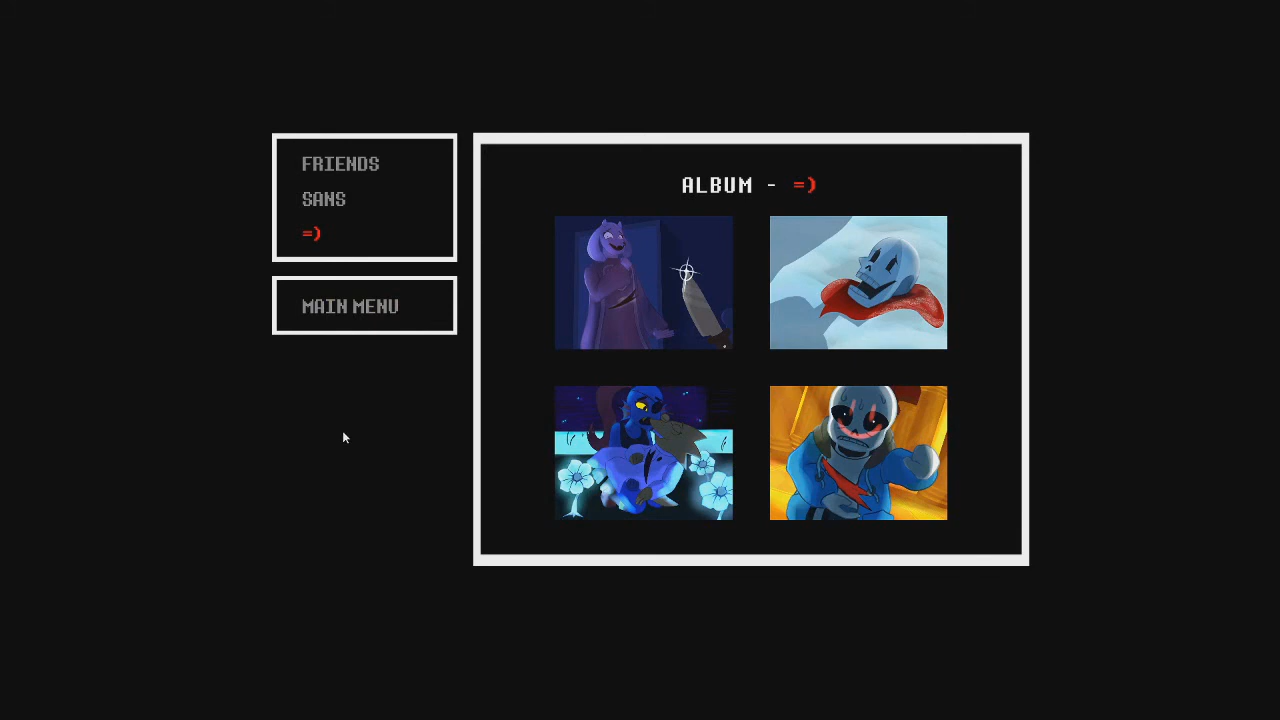 FRIENDS
SANS
=)
MAIN MENU
ALBUM - =)